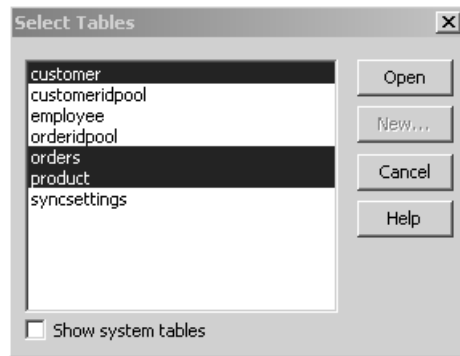 Select Tables
customer
customeridpool
employee
orderidpool
orders
product
syncsettings
Open
New...
Cancel
Help
Show system tables